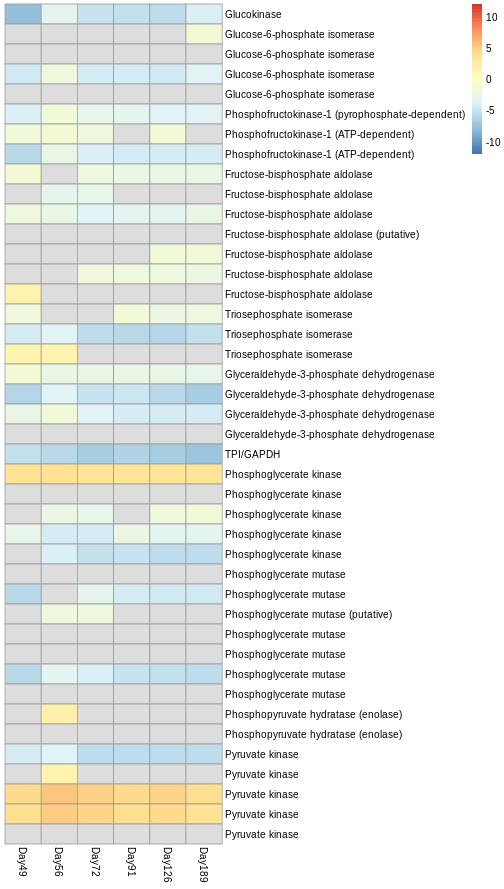 Glucokinase
Glucose-6-phosphate isomerase
Glucose-6-phosphate isomerase
Glucose-6-phosphate isomerase
Glucose-6-phosphate isomerase
Phosphofructokinase-1 (pyrophosphate-dependent)
Phosphofructokinase-1 (ATP-dependent)
Phosphofructokinase-1 (ATP-dependent)
Fructose-bisphosphate aldolase
Fructose-bisphosphate aldolase
Fructose-bisphosphate aldolase
Fructose-bisphosphate aldolase (putative)
Fructose-bisphosphate aldolase
Fructose-bisphosphate aldolase
Fructose-bisphosphate aldolase
Triosephosphate isomerase
Triosephosphate isomerase
Triosephosphate isomerase
Glyceraldehyde-3-phosphate dehydrogenase
Glyceraldehyde-3-phosphate dehydrogenase
Glyceraldehyde-3-phosphate dehydrogenase
Glyceraldehyde-3-phosphate dehydrogenase
TPI/GAPDH
Phosphoglycerate kinase
Phosphoglycerate kinase
Phosphoglycerate kinase
Phosphoglycerate kinase
Phosphoglycerate kinase
Phosphoglycerate mutase
Phosphoglycerate mutase
Phosphoglycerate mutase (putative)
Phosphoglycerate mutase
Phosphoglycerate mutase
Phosphoglycerate mutase
Phosphoglycerate mutase
Phosphopyruvate hydratase (enolase)
Phosphopyruvate hydratase (enolase)
Pyruvate kinase
Pyruvate kinase
Pyruvate kinase
Pyruvate kinase
Pyruvate kinase
Day49
Day56
Day72
Day91
Day126
Day189
10
5
0
-5
-10